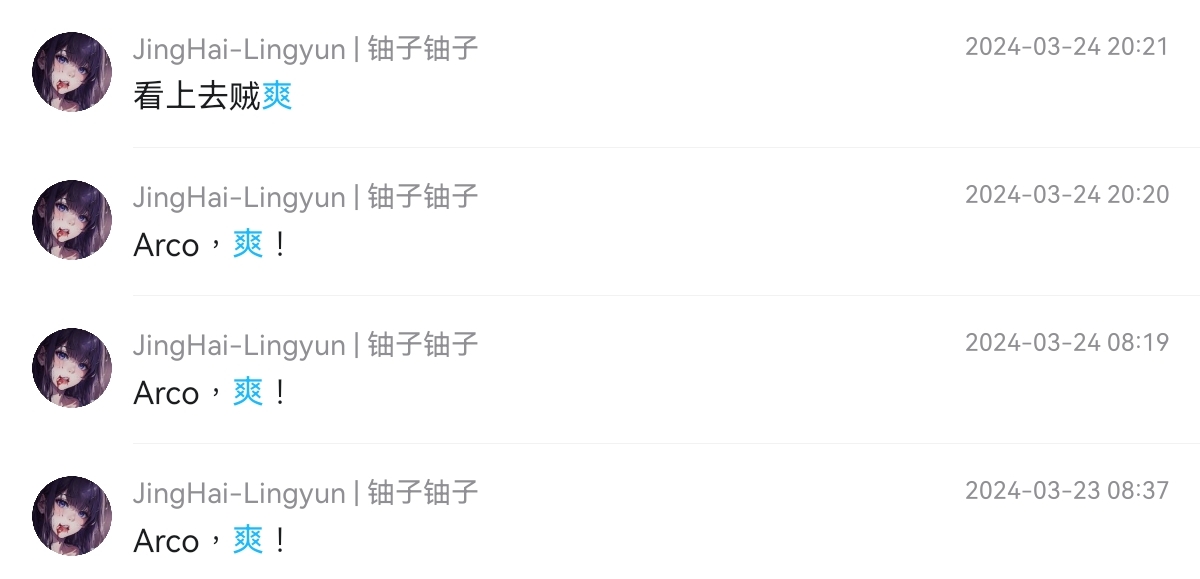 JingHai-Lingyun | 铀子铀子 2024-03-24 20:21
看上去贼爽
JingHai-Lingyun | 铀子铀子 2024-03-24 20:20
Arco，爽！
JingHai-Lingyun | 铀子铀子 2024-03-24 08:19
Arco，爽！
JingHai-Lingyun | 铀子铀子 2024-03-23 08:37
Arco，爽！